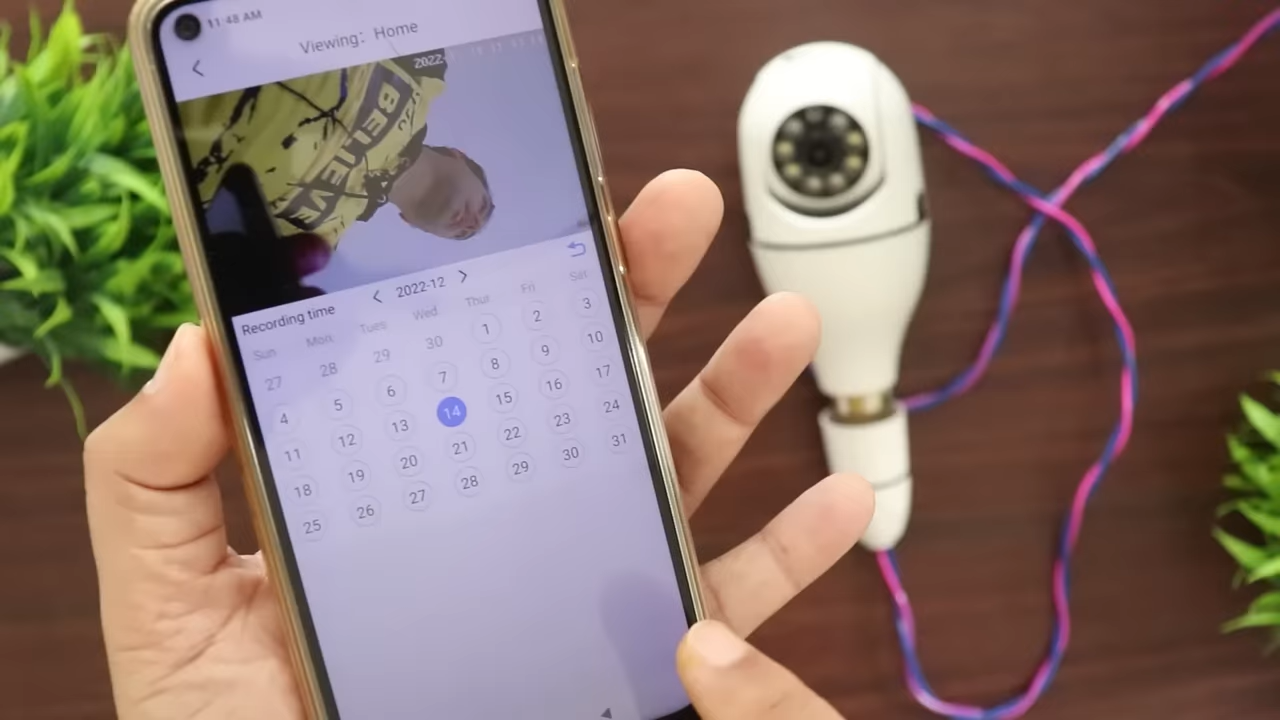 11:48 AM
Viewing: Home
2022-
BELIEVE
BELIEVE
Recording time
2022-12
Sun Mon Tues Wed Thur Fri Sat
27 28 29 30 1 2 3
4 5 6 7 8 9 10
11 12 13 14 15 16 17
18 19 20 21 22 23 24
25 26 27 28 29 30 31